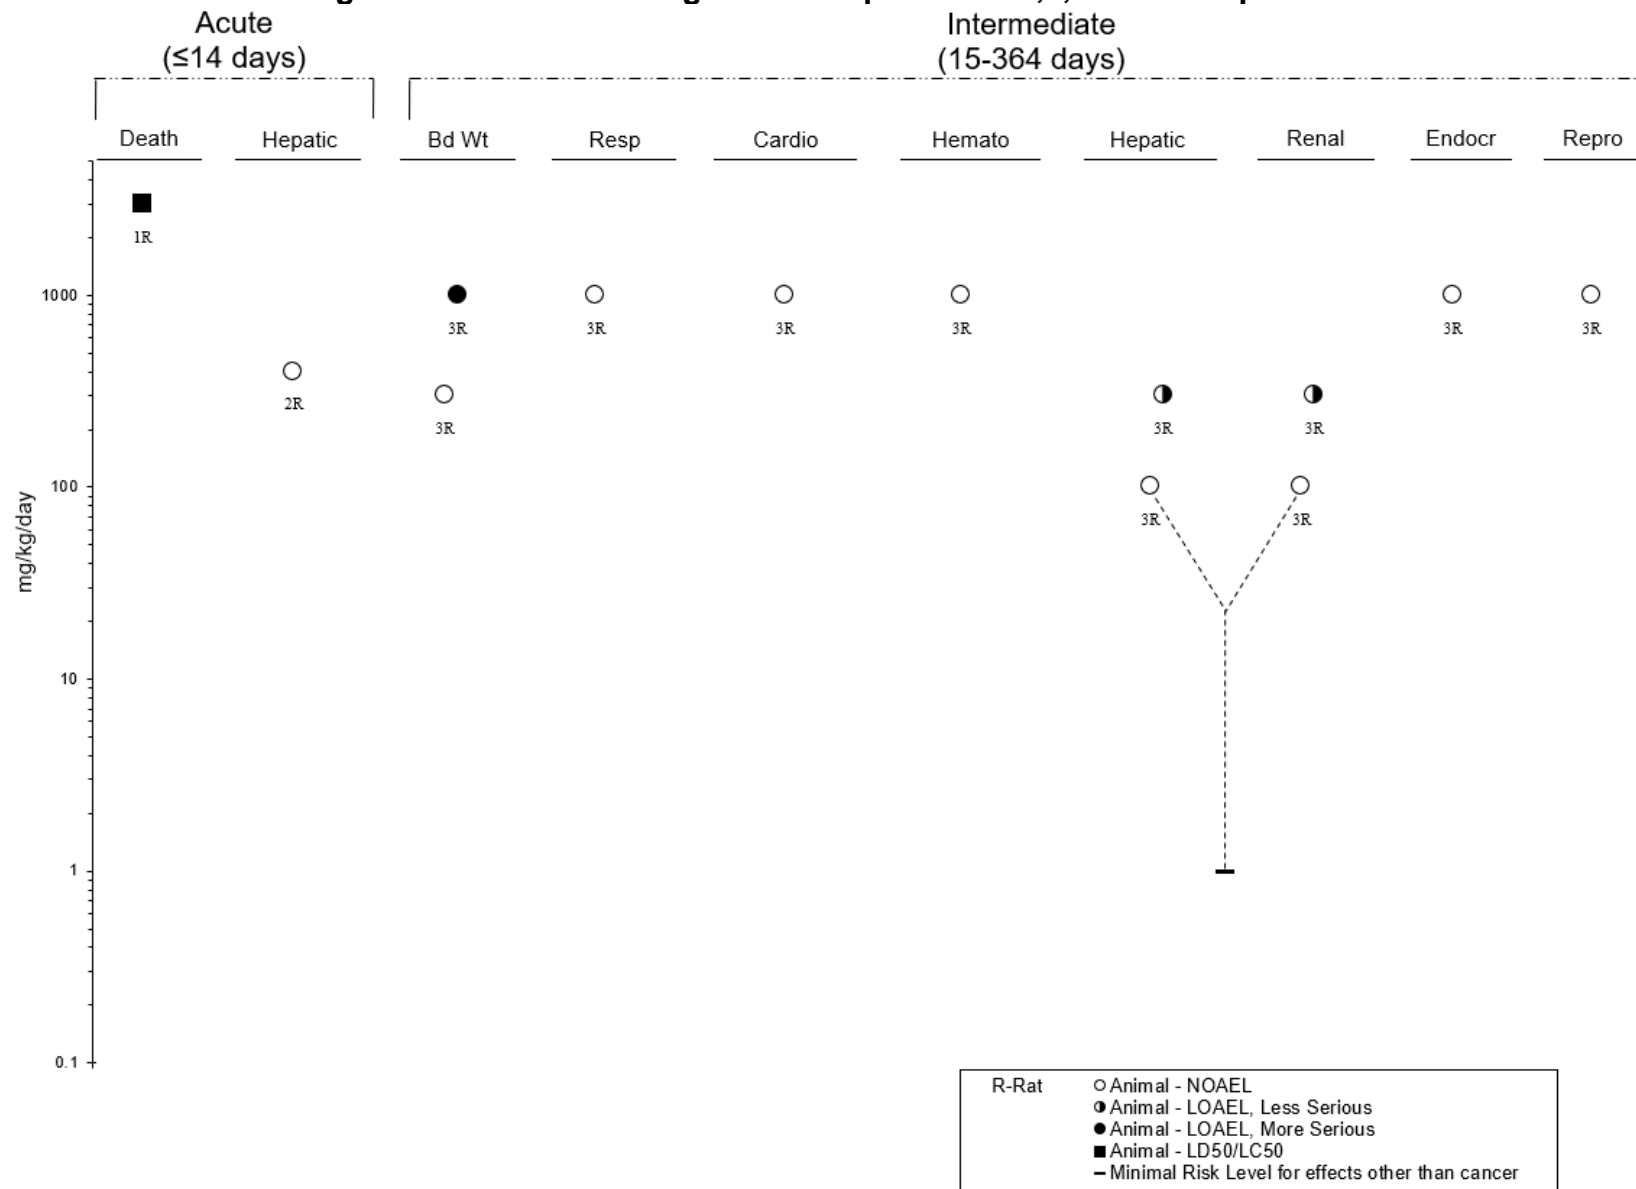 Acute
(≤14 days)
Intermediate
(15-364 days)
Death Hepatic Bd Wt Resp Cardio Hemato Hepatic Renal Endocr Repro
1R
1000
3R 3R 3R 3R 3R 3R
2R
3R 3R 3R
100
3R 3R
mg/kg/day
10
1
0.1
R-Rat
Animal - NOAEL
Animal - LOAEL, Less Serious
Animal - LOAEL, More Serious
Animal - LD50/LC50
Minimal Risk Level for effects other than cancer